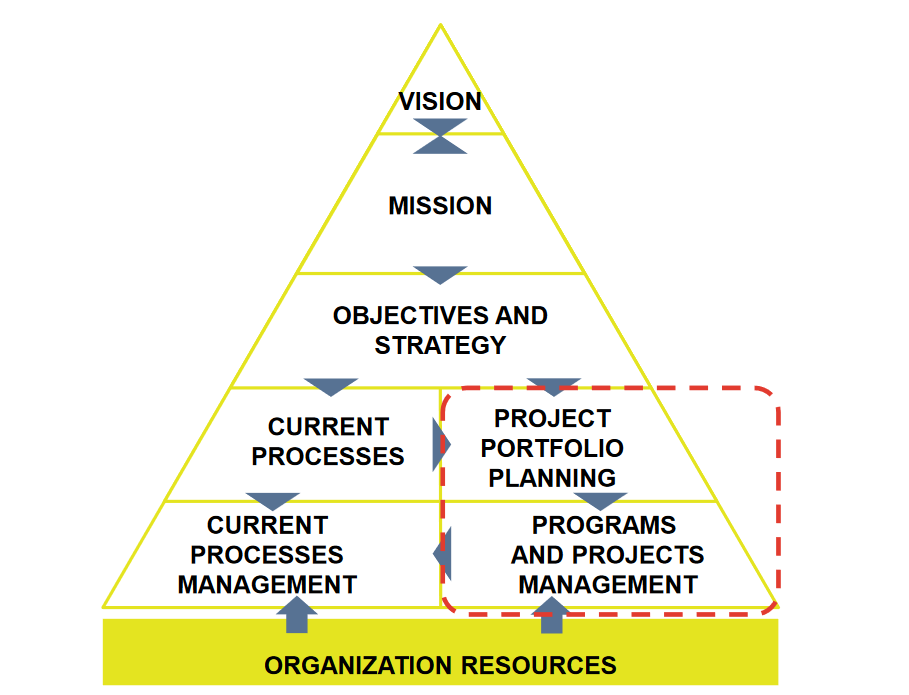 VISION
MISSION
OBJECTIVES AND
STRATEGY
CURRENT
PROCESSES
PROJECT
PORTFOLIO
PLANNING
CURRENT
PROCESSES
MANAGEMENT
PROGRAMS
AND PROJECTS
MANAGEMENT
ORGANIZATION RESOURCES